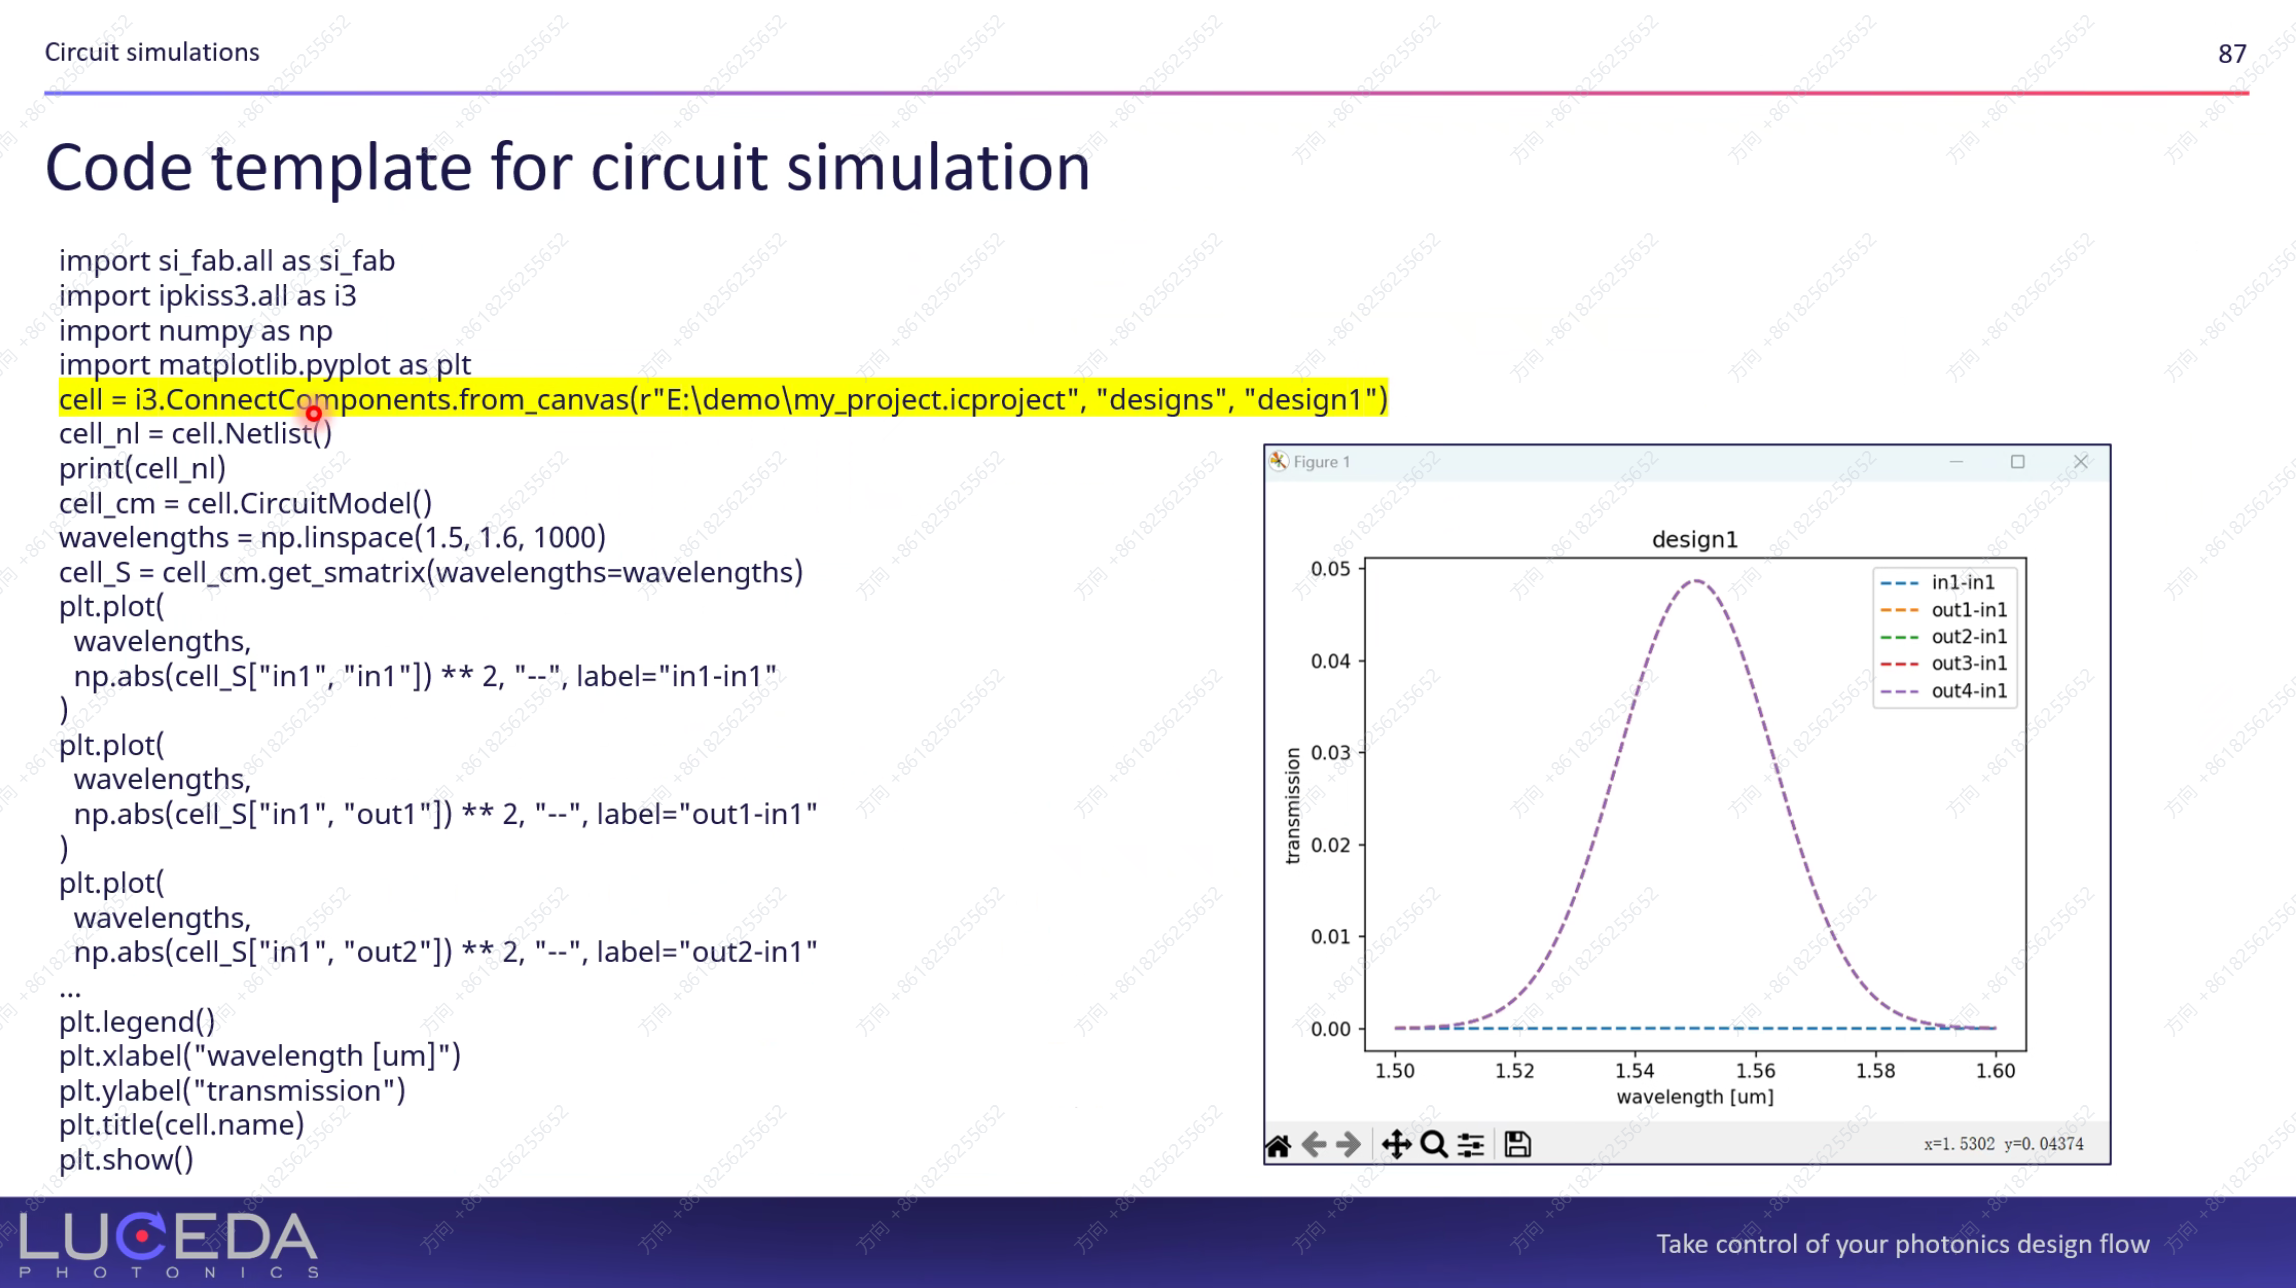 Circuit simulations
87
Code template for circuit simulation
import si_fab.all as si_fab
import ipkiss3.all as i3
import numpy as np
import matplotlib.pyplot as plt
cell = i3.ConnectComponents.from_canvas(r"E:\demo\my_project.icproject", "designs", "design1")
cell_nl = cell.Netlist()
print(cell_nl)
cell_cm = cell.CircuitModel()
wavelengths = np.linspace(1.5, 1.6, 1000)
cell_S = cell_cm.get_smatrix(wavelengths=wavelengths)
plt.plot(
wavelengths,
np.abs(cell_S["in1", "in1"]) ** 2, "--", label="in1-in1"
)
plt.plot(
wavelengths,
np.abs(cell_S["in1", "out1"]) ** 2, "--", label="out1-in1"
)
plt.plot(
wavelengths,
np.abs(cell_S["in1", "out2"]) ** 2, "--", label="out2-in1"
...
plt.legend()
plt.xlabel("wavelength [um]")
plt.ylabel("transmission")
plt.title(cell.name)
plt.show()
Figure 1
design1
in1-in1
out1-in1
out2-in1
out3-in1
out4-in1
transmission
0.05
0.04
0.03
0.02
0.01
0.00
1.50 1.52 1.54 1.56 1.58 1.60
wavelength [um]
x=1.5302 y=0.04374
LUCEDA
PHOTONICS
Take control of your photonics design flow
方向 +8618256255652